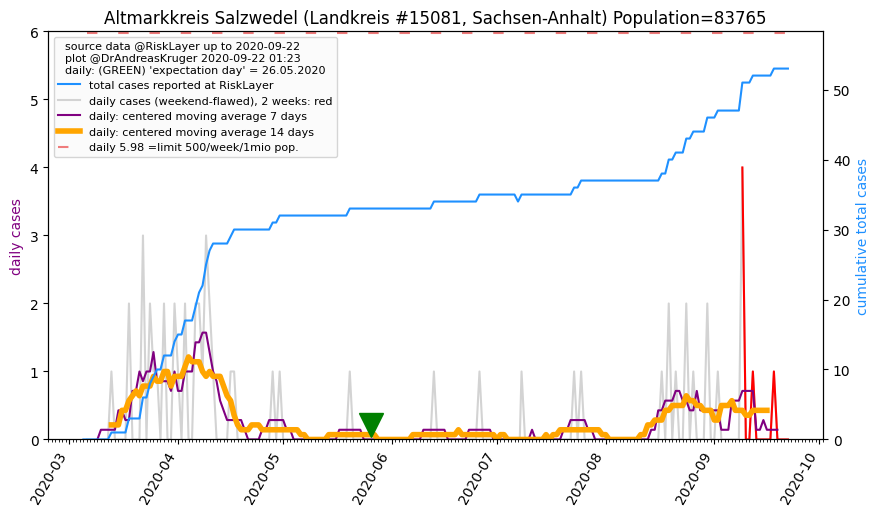 Altmarkkreis Salzwedel (Landkreis #15081, Sachsen-Anhalt) Population=83765
source data @RiskLayer up to 2020-09-22
plot @DrAndreasKruger 2020-09-22 01:23
daily: (GREEN) 'expectation day' = 26.05.2020
total cases reported at RiskLayer
daily cases (weekend-flawed), 2 weeks: red
daily: centered moving average 7 days
daily: centered moving average 14 days
daily 5.98 =limit 500/week/1mio pop.
daily cases
6
5
4
3
2
1
0
cumulative total cases
50
40
30
20
10
0
2020-03
2020-04
2020-05
2020-06
2020-07
2020-08
2020-09
2020-10